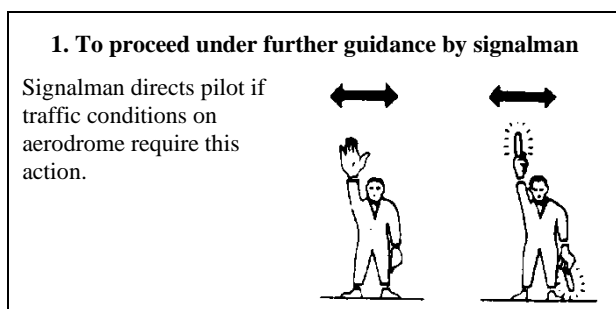 1. To proceed under further guidance by signalman
Signalman directs pilot if
traffic conditions on
aerodrome require this
action.